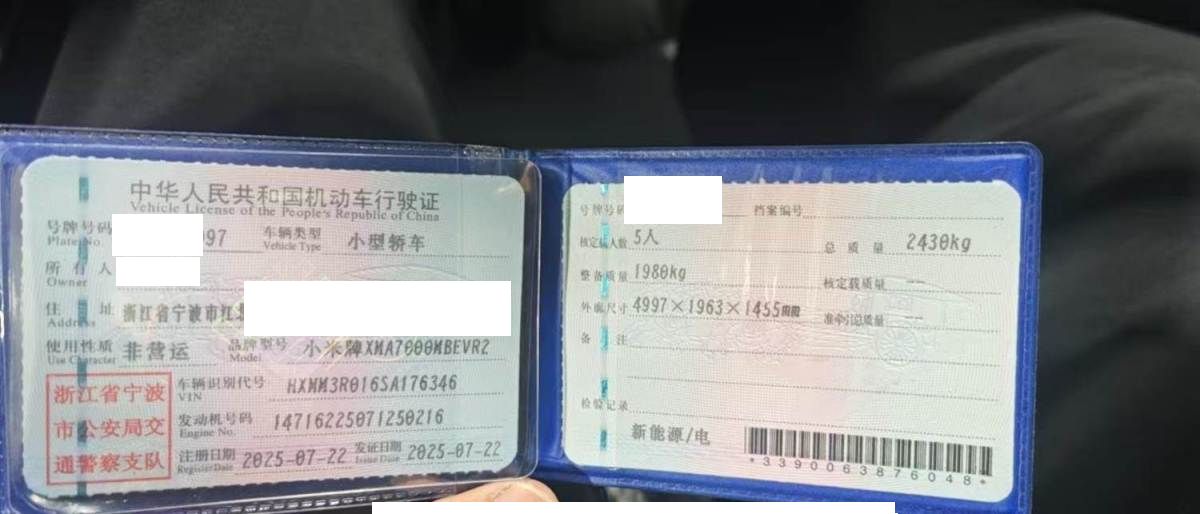 中华人民共和国机动车行驶证
Vehicle License of the People's Republic of China
号牌号码 Plate No. 097 车辆类型 Vehicle Type 小型轿车
所有人 Owner
住址 Address 浙江省宁波市江北
使用性质 Use Character 非营运 品牌型号 Model 小米牌XMA7000MBEVR2
浙江省宁波
市公安局交
通警察支队
车辆识别代号 VIN HXMM3R016SA176346
发动机号码 Engine No. 14716225071250216
注册日期 Register Date 2025-07-22 发证日期 Issue Date 2025-07-22
号牌号码 档案编号
核定载人数 5人 总质量 2430kg
整备质量 1980kg 核定载质量 --
外廓尺寸 4997×1963×1455mm 准牵引总质量 --
备注
检验记录
新能源/电
*3390063876048*